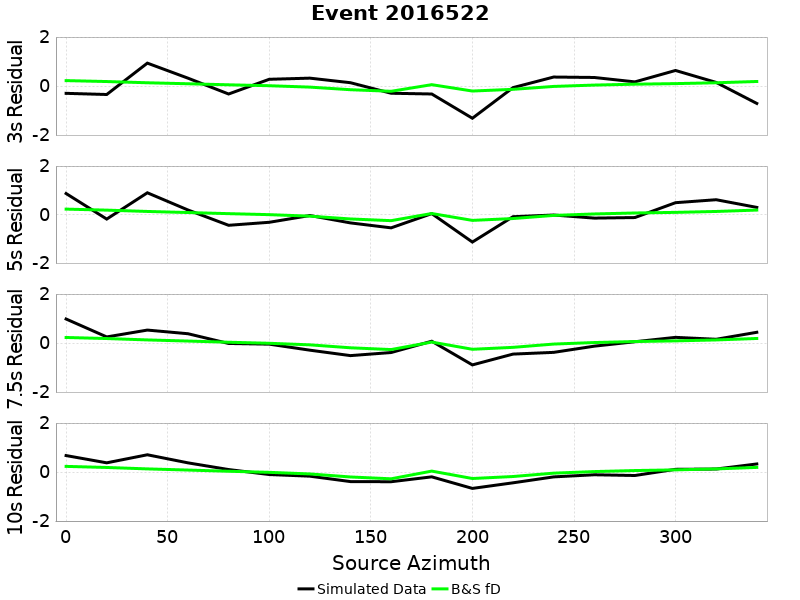 Event 2016522
3s Residual
2
0
-2
5s Residual
2
0
-2
7.5s Residual
2
0
-2
10s Residual
2
0
-2
0 50 100 150 200 250 300
Source Azimuth
Simulated Data B&S fD